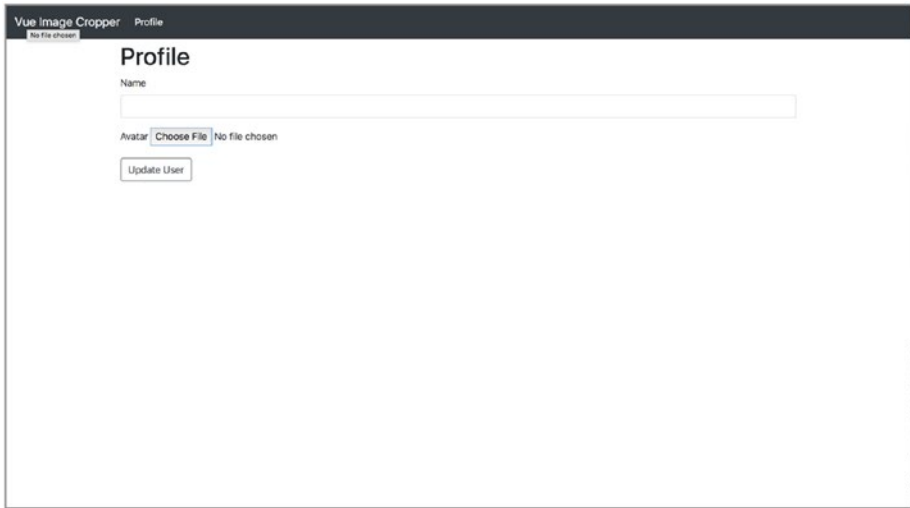 Vue Image Cropper Profile
No file chosen
Profile
Name
Avatar Choose File No file chosen
Update User